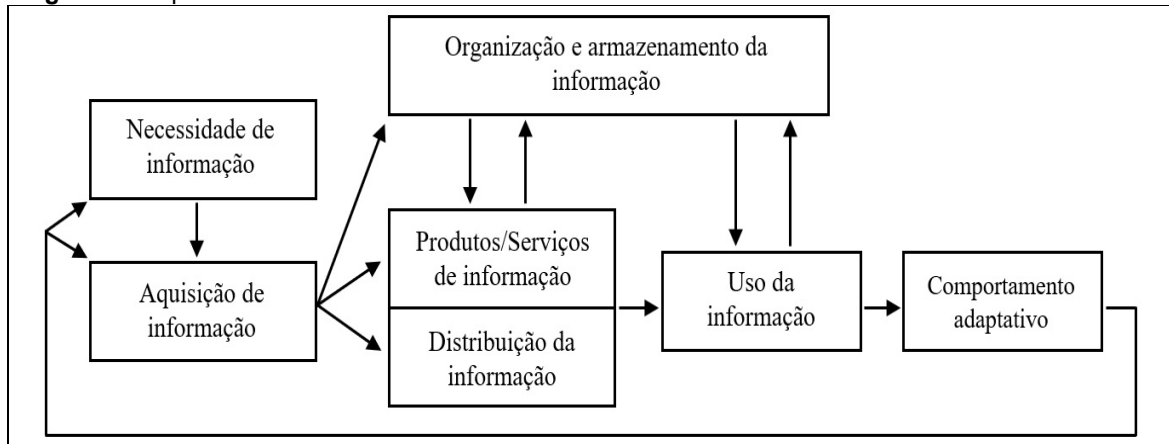 Organização e armazenamento da
informação
Necessidade de
informação
Aquisição de
informação
Produtos/Serviços
de informação
Distribuição da
informação
Uso da
informação
Comportamento
adaptativo